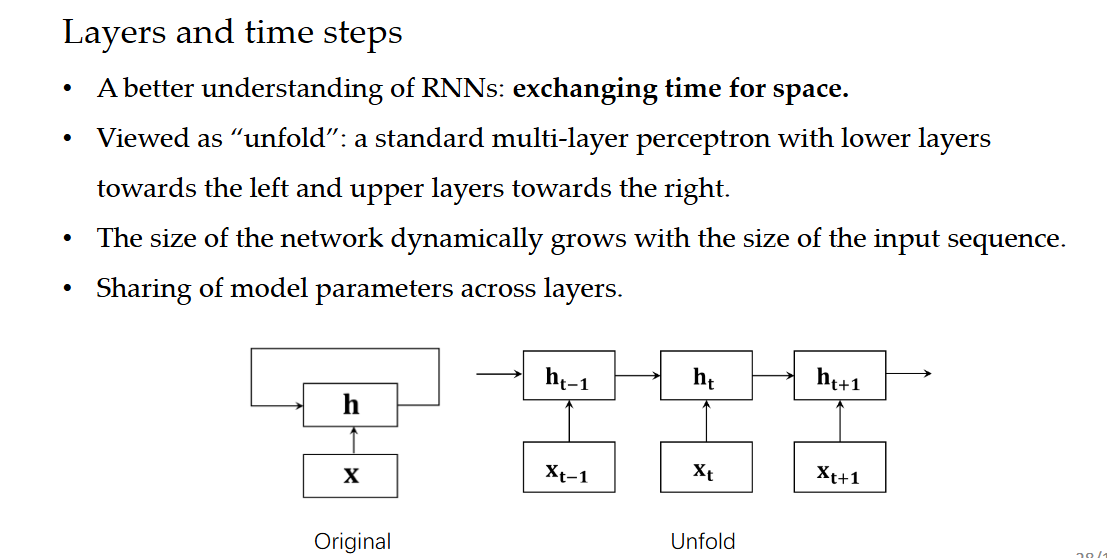 Layers and time steps
• A better understanding of RNNs: exchanging time for space.
• Viewed as “unfold”: a standard multi-layer perceptron with lower layers
towards the left and upper layers towards the right.
• The size of the network dynamically grows with the size of the input sequence.
• Sharing of model parameters across layers.
h
x
hₜ₋₁ hₜ hₜ₊₁
xₜ₋₁ xₜ xₜ₊₁
Original Unfold